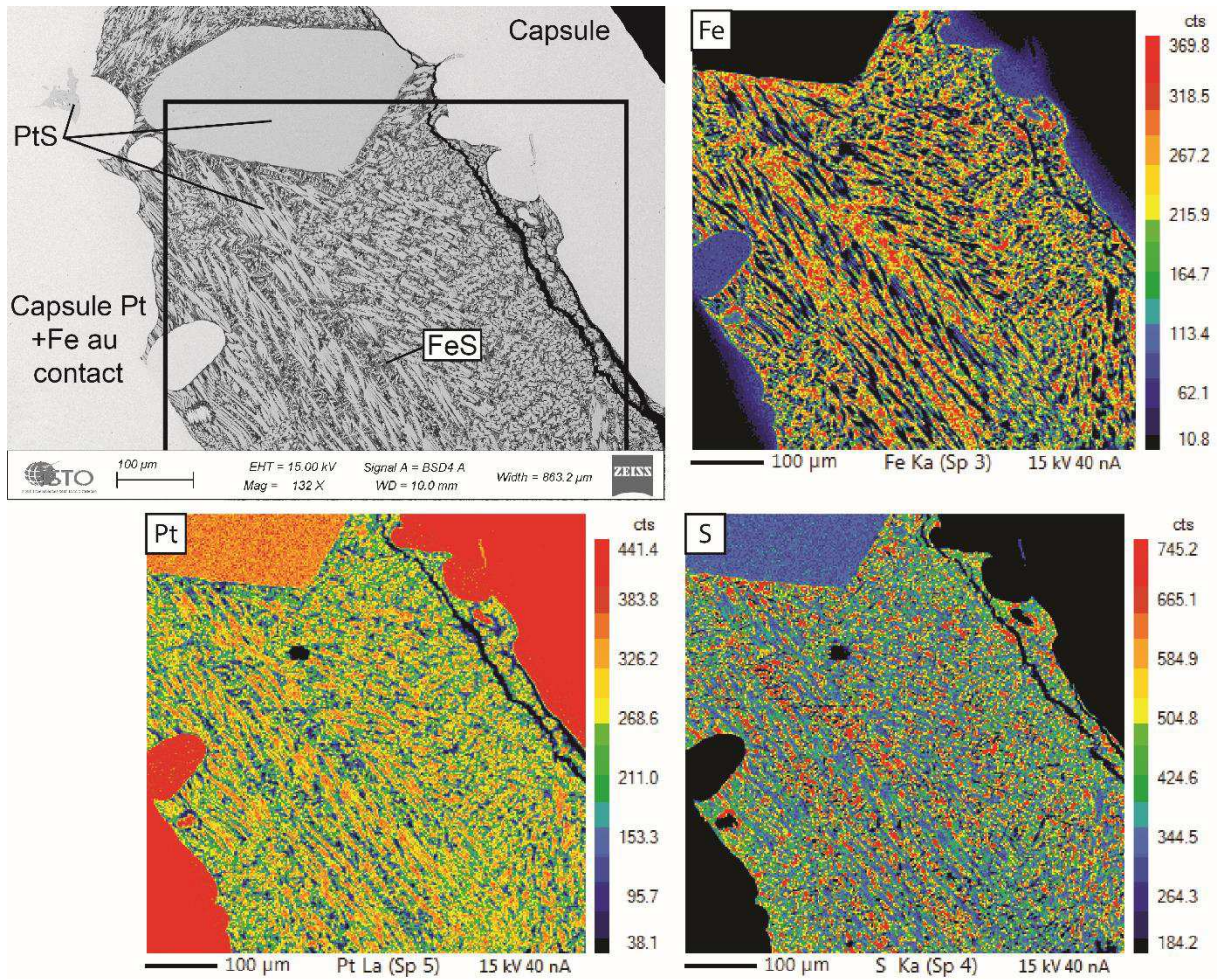 Capsule
PtS
Capsule Pt
+Fe au
contact
FeS
STO
100 µm
EHT = 15.00 kV
Mag = 132 X
Signal A = BSD4 A
WD = 10.0 mm
Width = 863.2 µm
ZEISS
Fe
cts
369.8
318.5
267.2
215.9
164.7
113.4
62.1
10.8
100 µm Fe Ka (Sp 3) 15 kV 40 nA
Pt
cts
441.4
383.8
326.2
268.6
211.0
153.3
95.7
38.1
100 µm Pt La (Sp 5) 15 kV 40 nA
S
cts
745.2
665.1
584.9
504.8
424.6
344.5
264.3
184.2
100 µm S Ka (Sp 4) 15 kV 40 nA